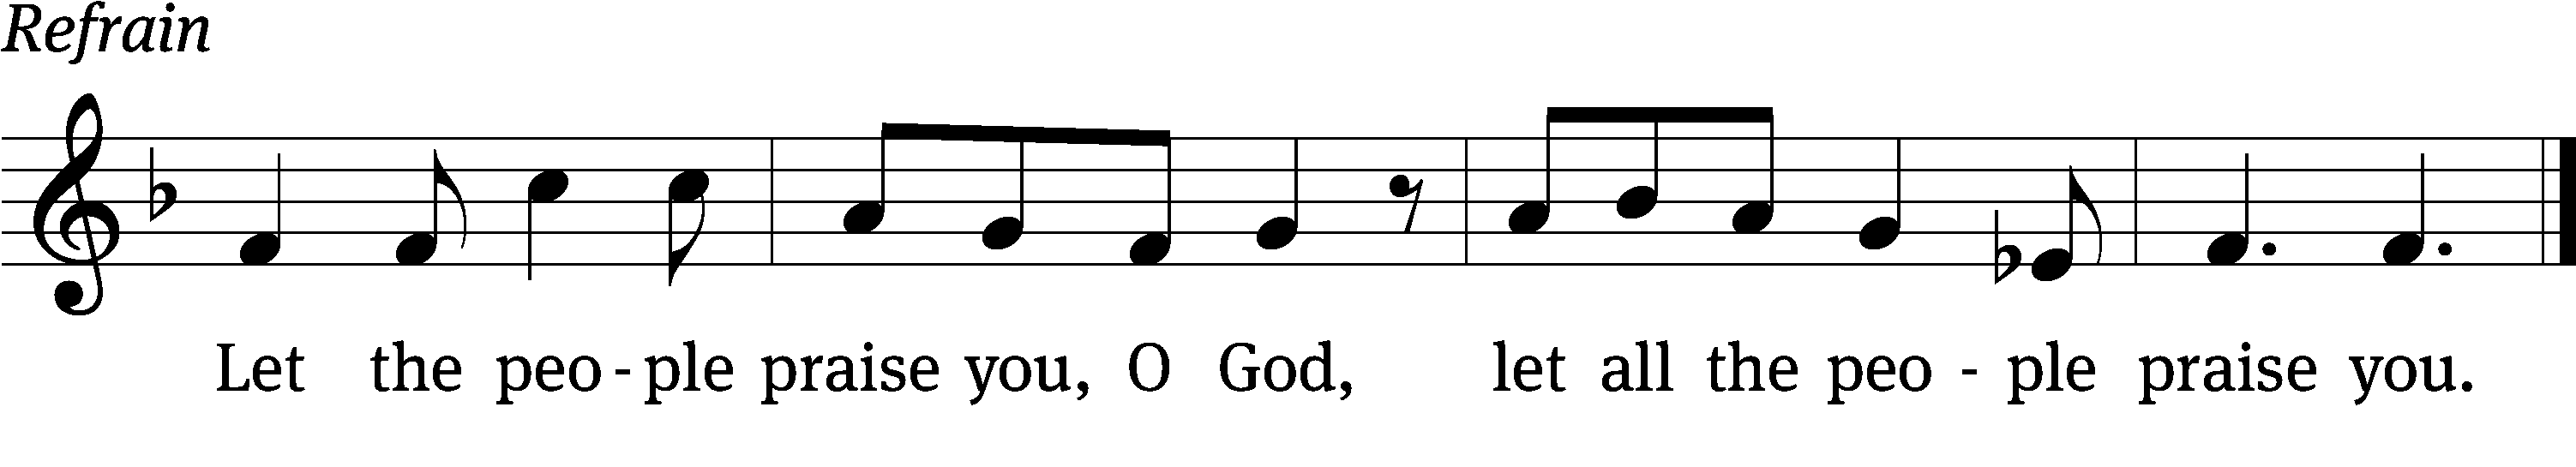 Refrain
Let the peo - ple praise you, O God, let all the peo - ple praise you.